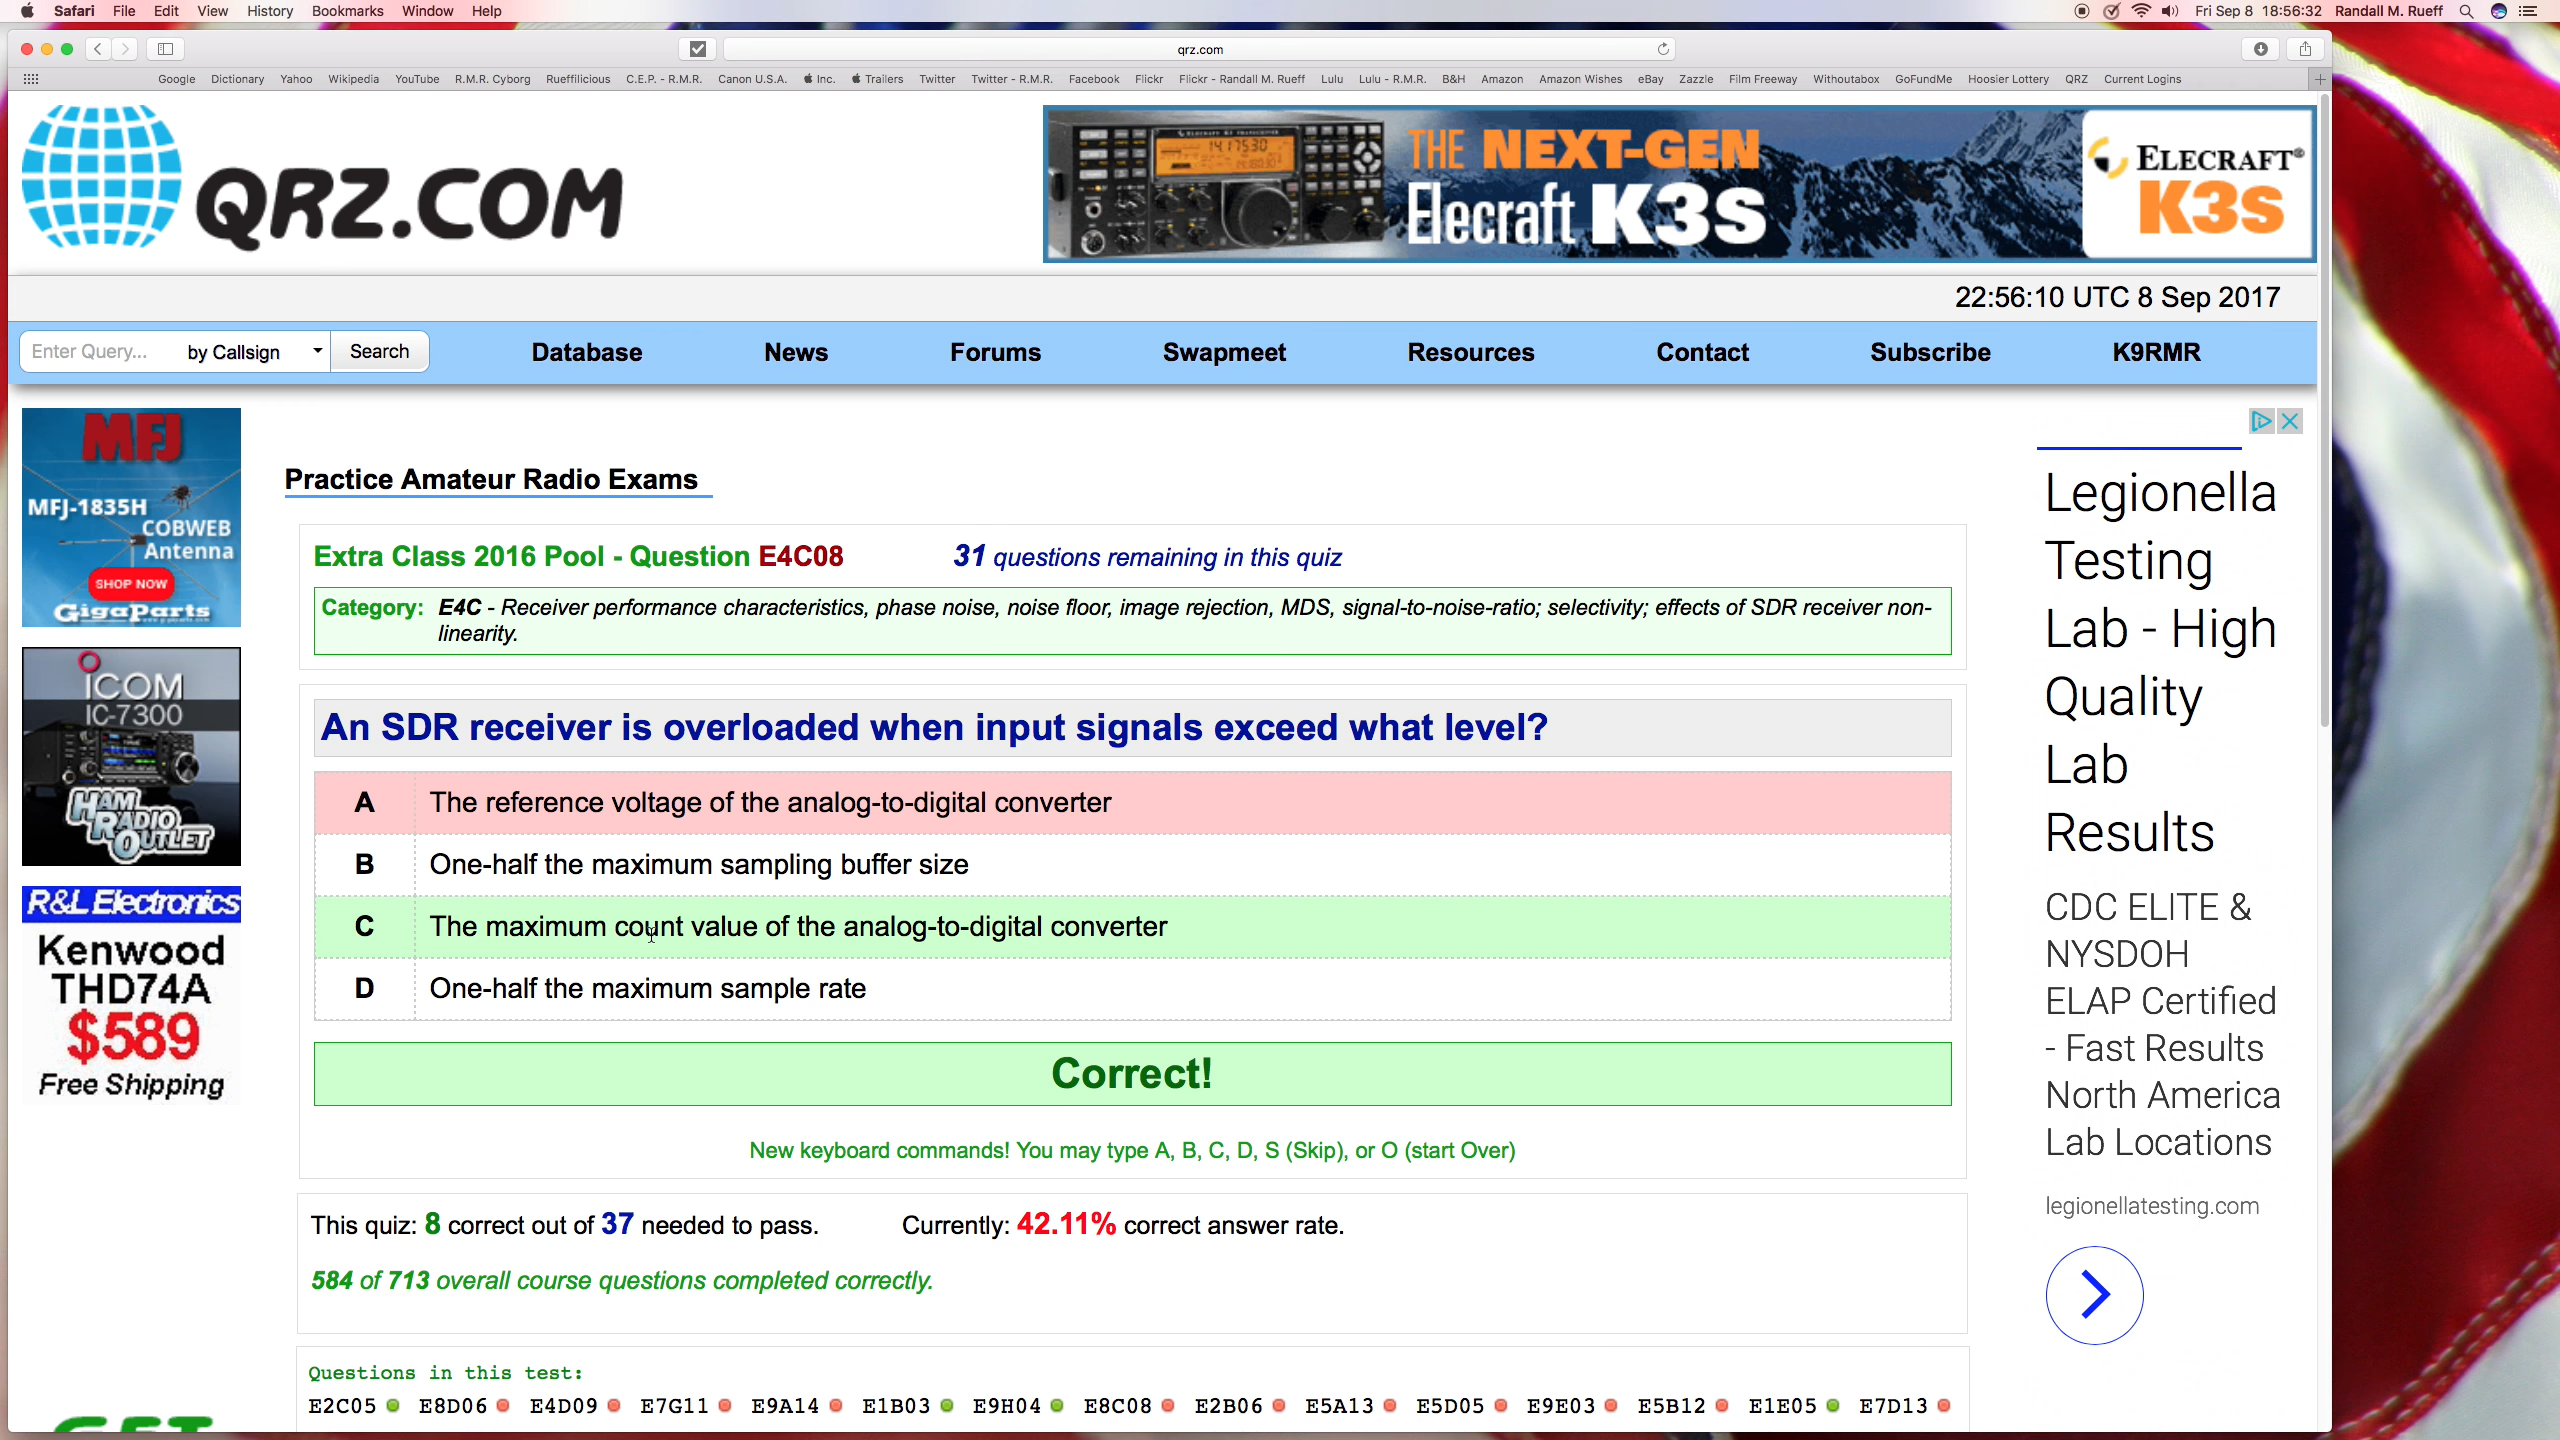 Safari File Edit View History Bookmarks Window Help
Fri Sep 8 18:56:32 Randall M. Rueff
qrz.com
Google Dictionary Yahoo Wikipedia YouTube R.M.R. Cyborg Rueffilicious C.E.P. - R.M.R. Canon U.S.A. Inc. Trailers Twitter Twitter - R.M.R. Facebook Flickr Flickr - Randall M. Rueff Lulu Lulu - R.M.R. B&H Amazon Amazon Wishes eBay Zazzle Film Freeway Withoutabox GoFundMe Hoosier Lottery QRZ Current Logins
QRZ.COM
THE NEXT-GEN
Elecraft K3S
ELECRAFT®
K3S
22:56:10 UTC 8 Sep 2017
Enter Query... by Callsign Search Database News Forums Swapmeet Resources Contact Subscribe K9RMR
MFJ
MFJ-1835H
COBWEB
Antenna
SHOP NOW
GigaParts
ICOM
IC-7300
HAM
RADIO
OUTLET
R&L Electronics
Kenwood
THD74A
$589
Free Shipping
GET
Practice Amateur Radio Exams
Extra Class 2016 Pool - Question E4C08 31 questions remaining in this quiz
Category: E4C - Receiver performance characteristics, phase noise, noise floor, image rejection, MDS, signal-to-noise-ratio; selectivity; effects of SDR receiver non-
linearity.
An SDR receiver is overloaded when input signals exceed what level?
A The reference voltage of the analog-to-digital converter
B One-half the maximum sampling buffer size
C The maximum count value of the analog-to-digital converter
D One-half the maximum sample rate
Correct!
New keyboard commands! You may type A, B, C, D, S (Skip), or O (start Over)
This quiz: 8 correct out of 37 needed to pass. Currently: 42.11% correct answer rate.
584 of 713 overall course questions completed correctly.
Questions in this test:
E2C05 E8D06 E4D09 E7G11 E9A14 E1B03 E9H04 E8C08 E2B06 E5A13 E5D05 E9E03 E5B12 E1E05 E7D13
Legionella
Testing
Lab - High
Quality
Lab
Results
CDC ELITE &
NYSDOH
ELAP Certified
- Fast Results
North America
Lab Locations
legionellatesting.com